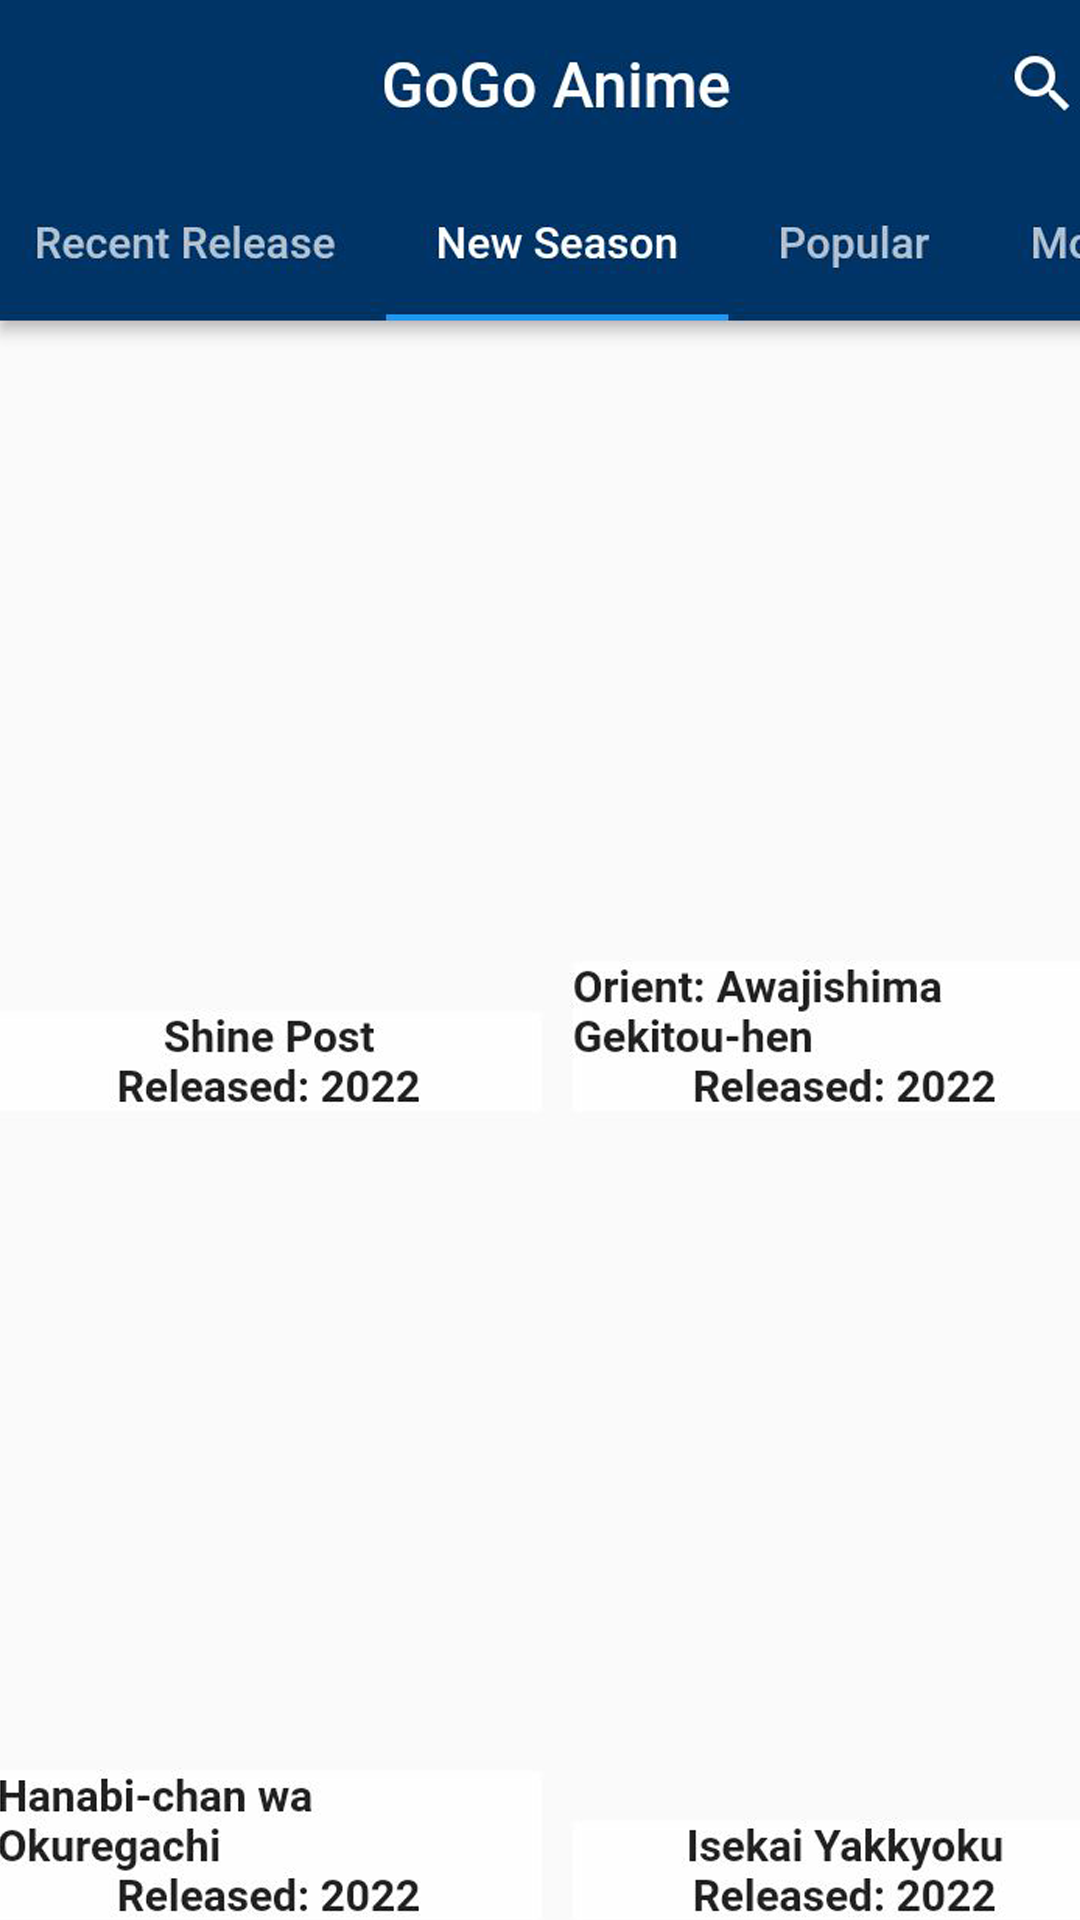 GoGo Anime
Recent Release
New Season
Popular
Mo
Shine Post
Released: 2022
Orient: Awajishima
Gekitou-hen
Released: 2022
Hanabi-chan wa
Okuregachi
Released: 2022
Isekai Yakkyoku
Released: 2022